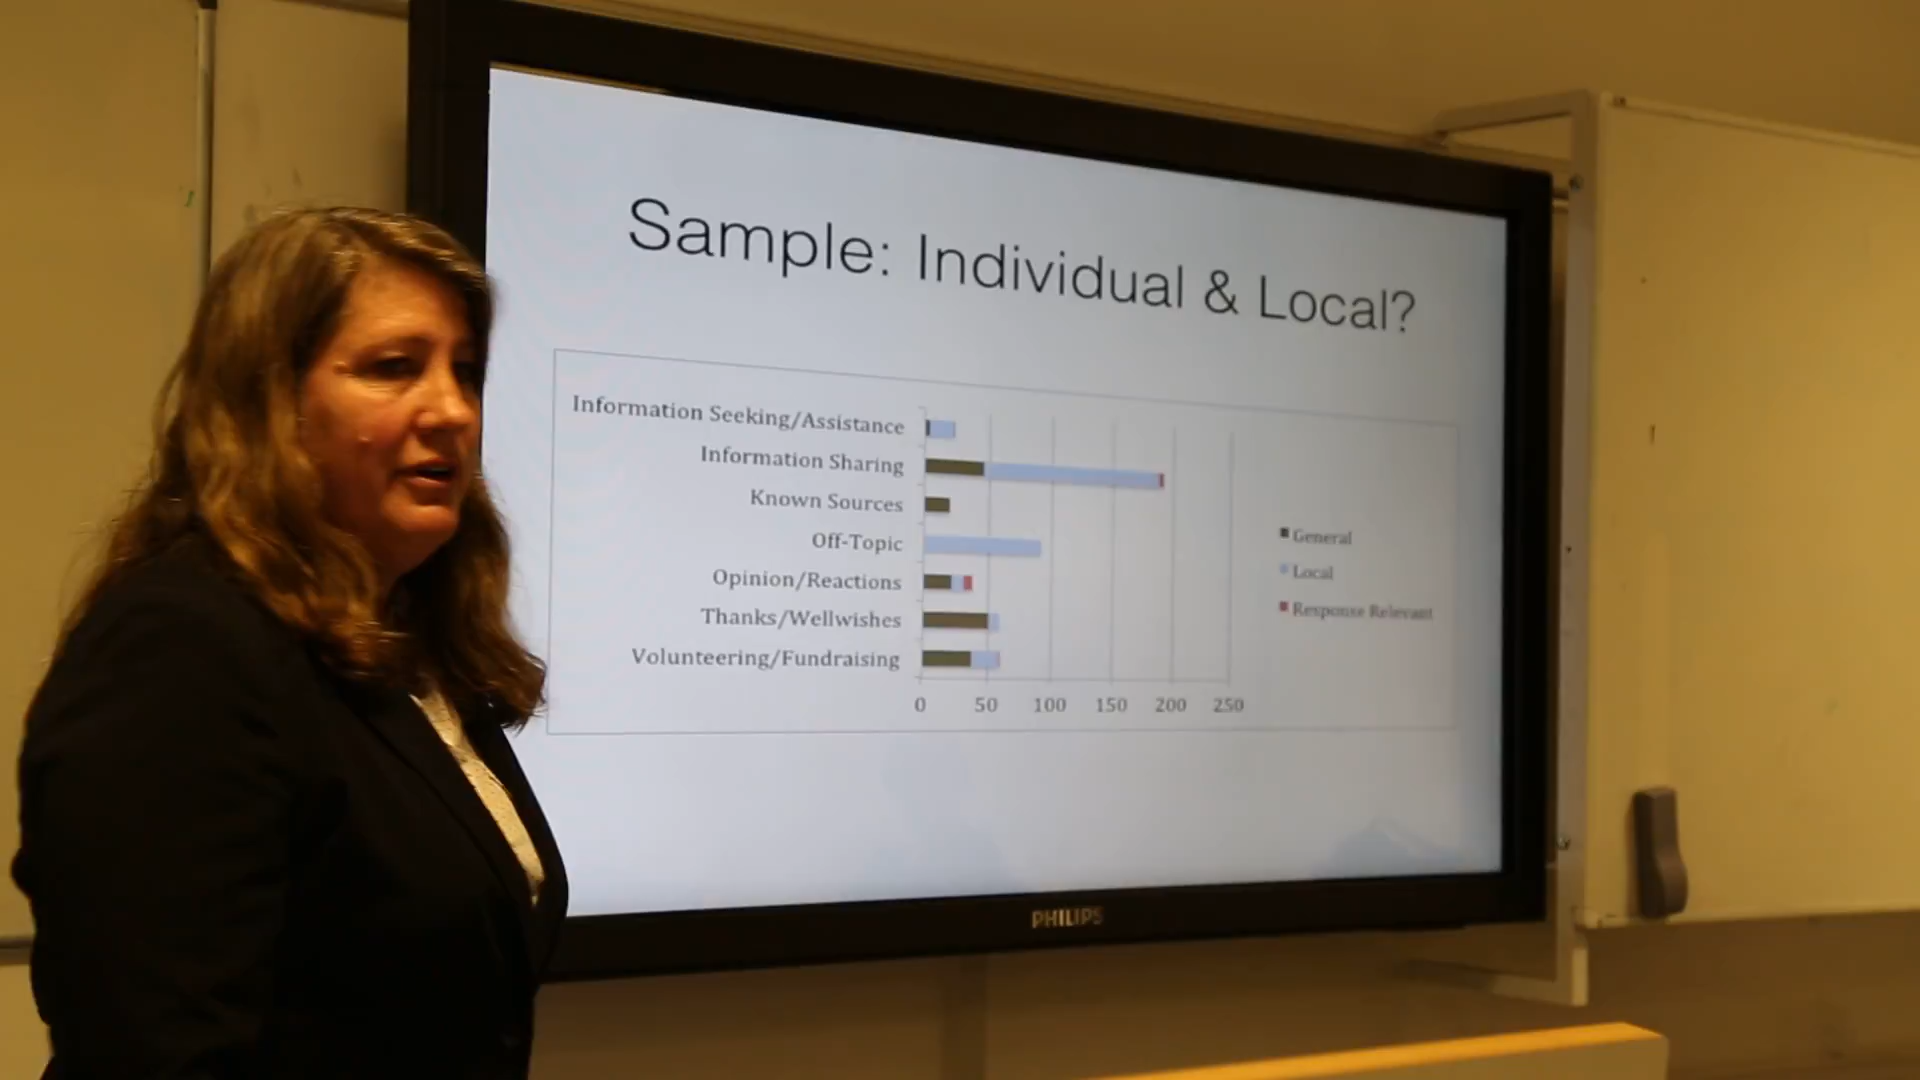 Sample: Individual & Local?
Information Seeking/Assistance
Information Sharing
Known Sources
Off-Topic
Opinion/Reactions
Thanks/Wellwishes
Volunteering/Fundraising
0 50 100 150 200 250
General
Local
Response Relevant
PHILIPS